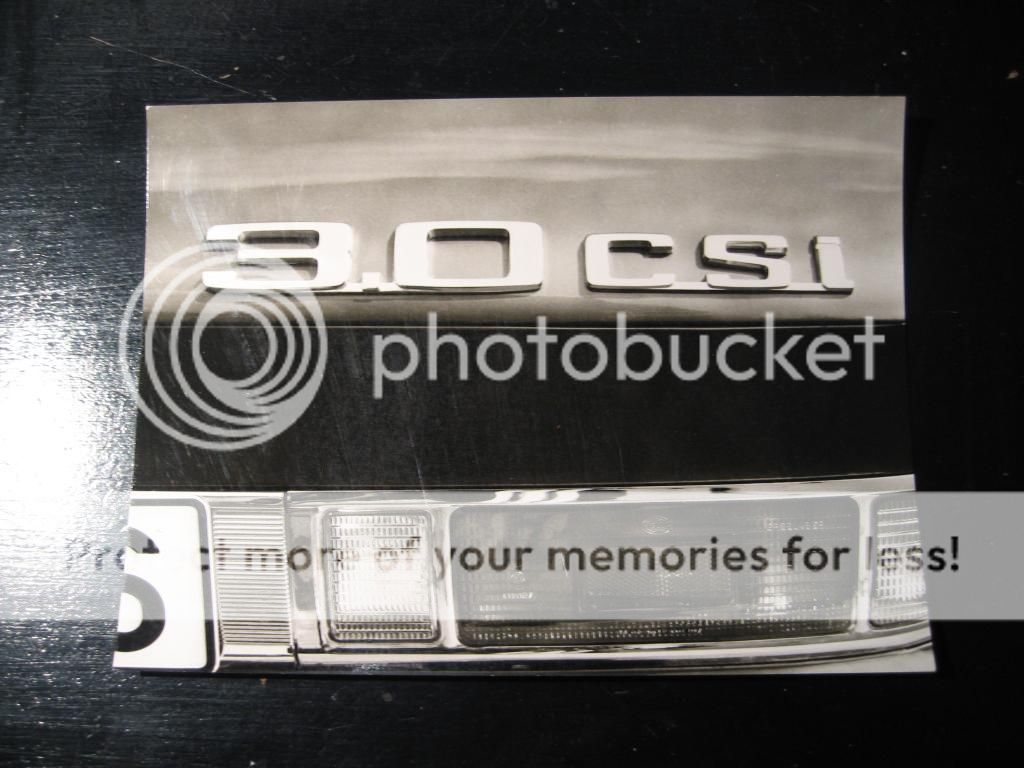 3.0 CSi
photobucket
Protect more of your memories for less!
S